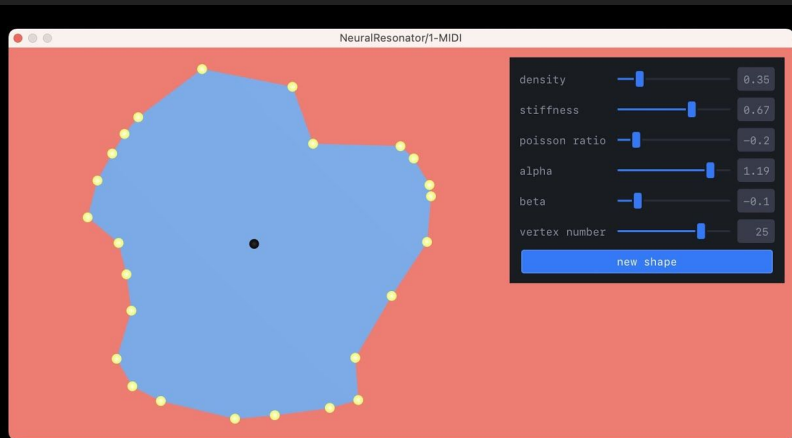 NeuralResonator/1-MIDI
density 0.35
stiffness 0.67
poisson ratio -0.2
alpha 1.19
beta -0.1
vertex number 25
new shape